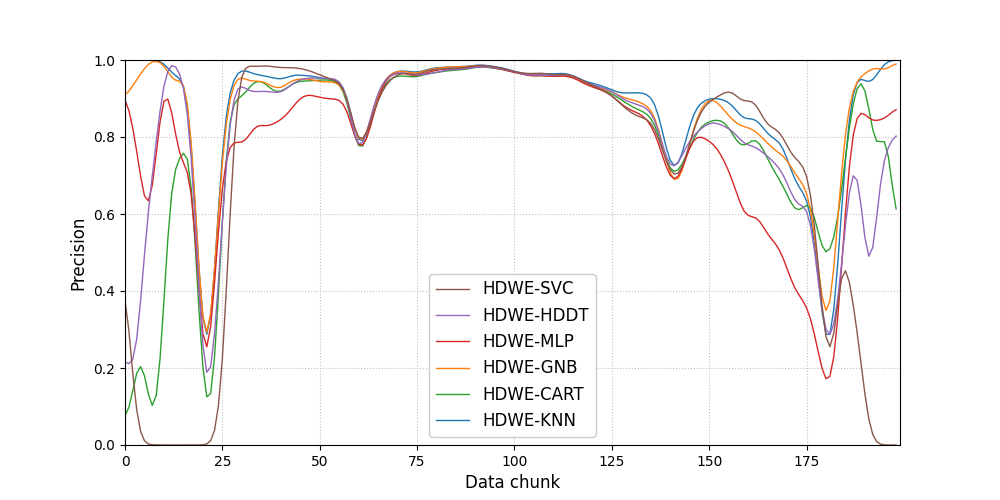 1.0
0.8
0.6
0.4
0.2
0.0
Precision
HDWE-SVC
HDWE-HDDT
HDWE-MLP
HDWE-GNB
HDWE-CART
HDWE-KNN
0 25 50 75 100 125 150 175
Data chunk